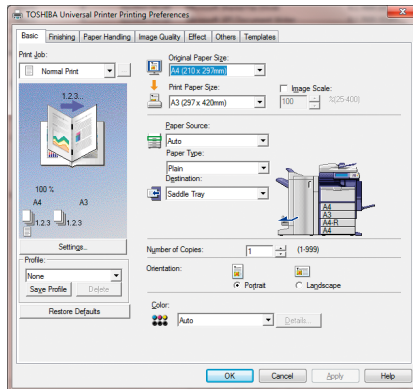 TOSHIBA Universal Printer Printing Preferences
Basic Finishing Paper Handling Image Quality Effect Others Templates
Print Job:
Normal Print
1.2.3...
100 %
A4 A3
1.2.3 1.2.3
Settings..
Profile:
None
Save Profile Delete
Restore Defaults
Original Paper Size:
A4 (210 x 297mm)
Print Paper Size:
A3 (297 x 420mm)
Image Scale:
100 %(25-400)
Paper Source:
Auto
Paper Type:
Plain
Destination:
Saddle Tray
A4
A3
A4-R
A4
Number of Copies: 1 (1-999)
Orientation:
Portrait Landscape
Color:
Auto Details...
OK Cancel Apply Help